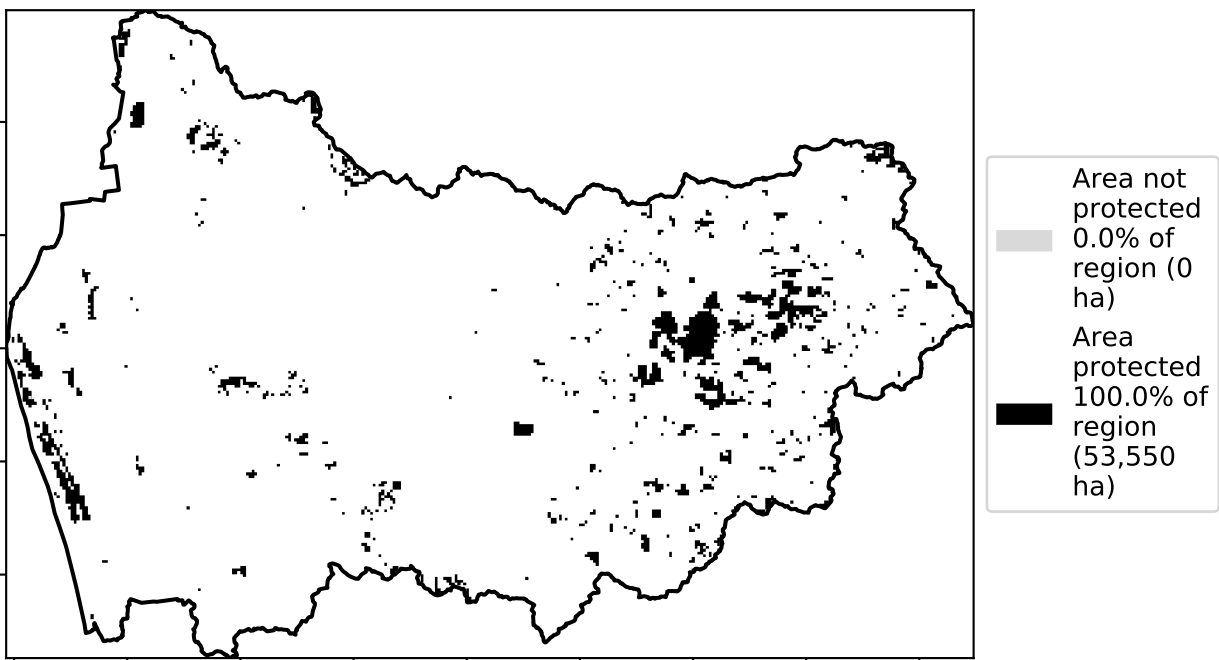 Area not
protected
0.0% of
region (0
ha)
Area
protected
100.0% of
region
(53,550
ha)